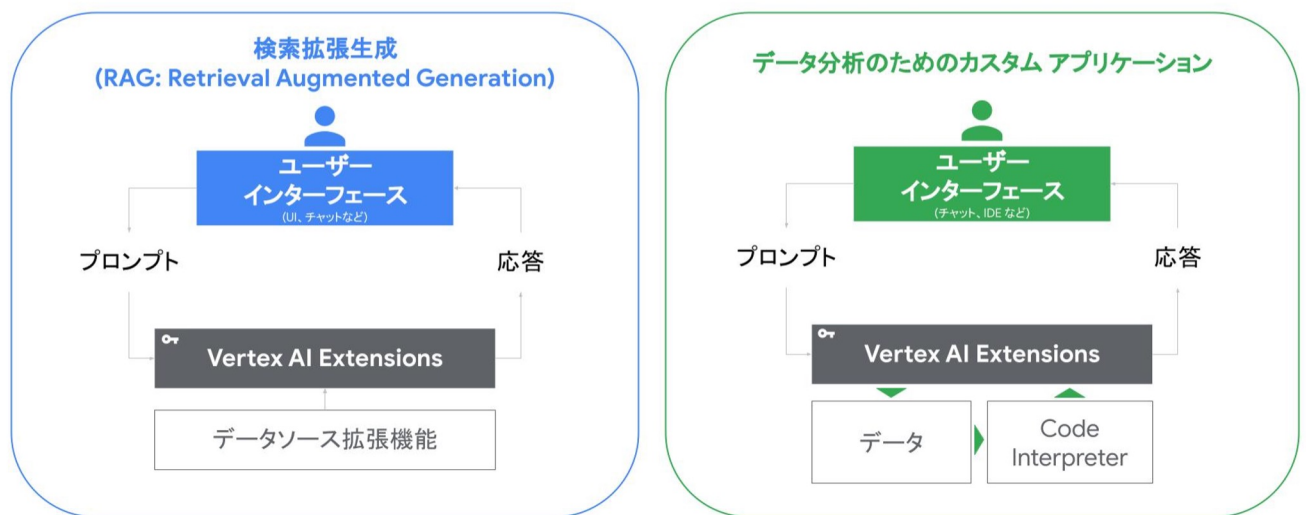 検索拡張生成
(RAG: Retrieval Augmented Generation)
ユーザー
インターフェース
(UI、チャットなど)
プロンプト
応答
Vertex AI Extensions
データソース拡張機能
データ分析のためのカスタム アプリケーション
ユーザー
インターフェース
(チャット、IDE など)
プロンプト
応答
Vertex AI Extensions
データ
Code
Interpreter